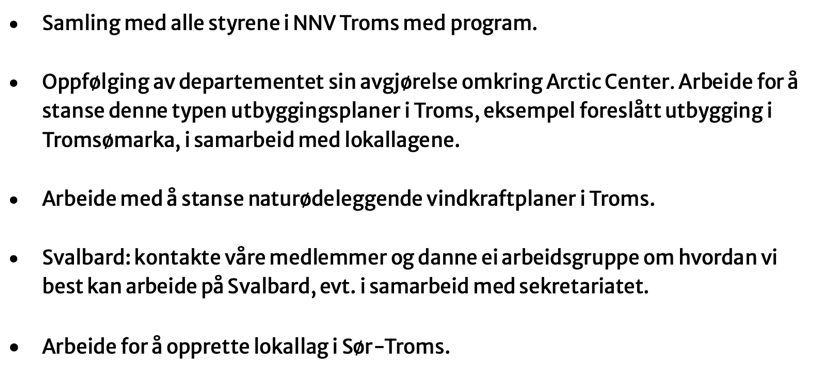 • Samling med alle styrene i NNV Troms med program.
• Oppfølging av departementet sin avgjørelse omkring Arctic Center. Arbeide for å
stanse denne typen utbyggingsplaner i Troms, eksempel foreslått utbygging i
Tromsømarka, i samarbeid med lokallagene.
• Arbeide med å stanse naturødeleggende vindkraftplaner i Troms.
• Svalbard: kontakte våre medlemmer og danne ei arbeidsgruppe om hvordan vi
best kan arbeide på Svalbard, evt. i samarbeid med sekretariatet.
• Arbeide for å opprette lokallag i Sør-Troms.